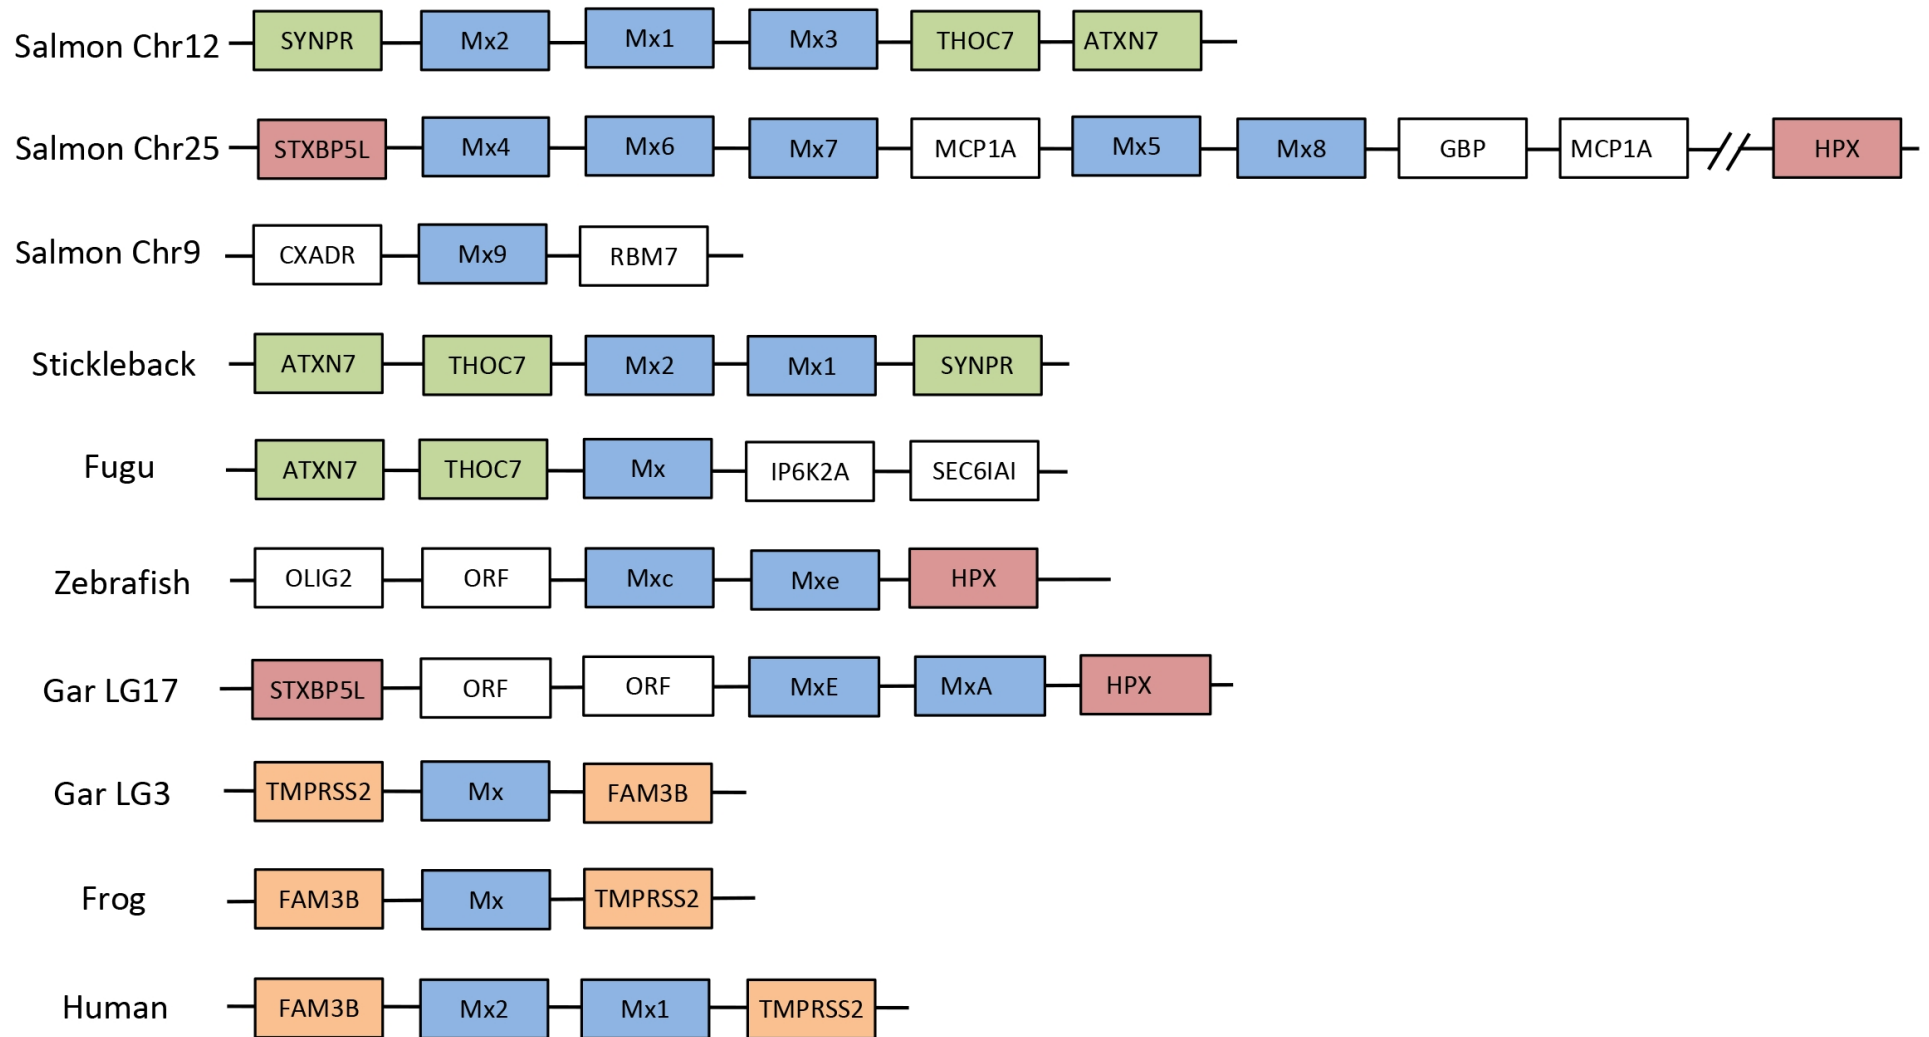 Salmon Chr12 SYNPR Mx2 Mx1 Mx3 THOC7 ATXN7
Salmon Chr25 STXBP5L Mx4 Mx6 Mx7 MCP1A Mx5 Mx8 GBP MCP1A // HPX
Salmon Chr9 CXADR Mx9 RBM7
Stickleback ATXN7 THOC7 Mx2 Mx1 SYNPR
Fugu ATXN7 THOC7 Mx IP6K2A SEC6IAI
Zebrafish OLIG2 ORF Mxc Mxe HPX
Gar LG17 STXBP5L ORF ORF MxE MxA HPX
Gar LG3 TMPRSS2 Mx FAM3B
Frog FAM3B Mx TMPRSS2
Human FAM3B Mx2 Mx1 TMPRSS2